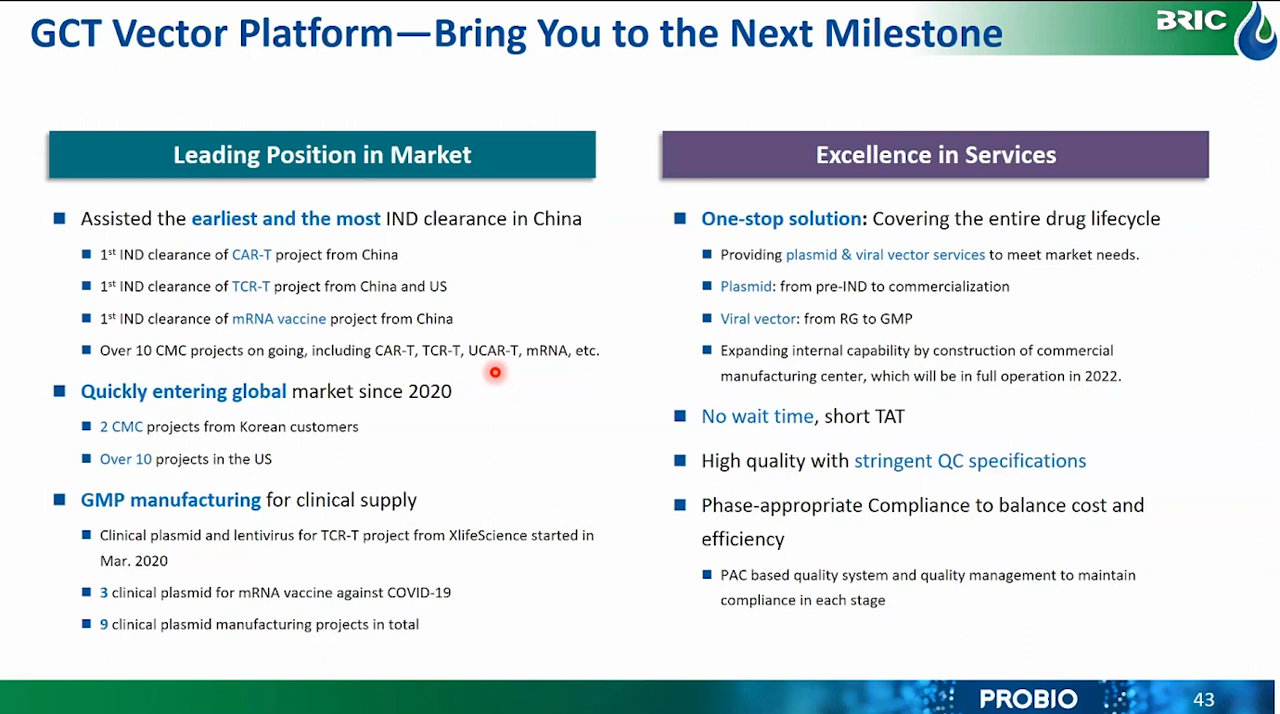 GCT Vector Platform—Bring You to the Next Milestone
BRIC
Leading Position in Market
Assisted the earliest and the most IND clearance in China
1st IND clearance of CAR-T project from China
1st IND clearance of TCR-T project from China and US
1st IND clearance of mRNA vaccine project from China
Over 10 CMC projects on going, including CAR-T, TCR-T, UCAR-T, mRNA, etc.
Quickly entering global market since 2020
2 CMC projects from Korean customers
Over 10 projects in the US
GMP manufacturing for clinical supply
Clinical plasmid and lentivirus for TCR-T project from XlifeScience started in
Mar. 2020
3 clinical plasmid for mRNA vaccine against COVID-19
9 clinical plasmid manufacturing projects in total
Excellence in Services
One-stop solution: Covering the entire drug lifecycle
Providing plasmid & viral vector services to meet market needs.
Plasmid: from pre-IND to commercialization
Viral vector: from RG to GMP
Expanding internal capability by construction of commercial
manufacturing center, which will be in full operation in 2022.
No wait time, short TAT
High quality with stringent QC specifications
Phase-appropriate Compliance to balance cost and
efficiency
PAC based quality system and quality management to maintain
compliance in each stage
PROBIO
43